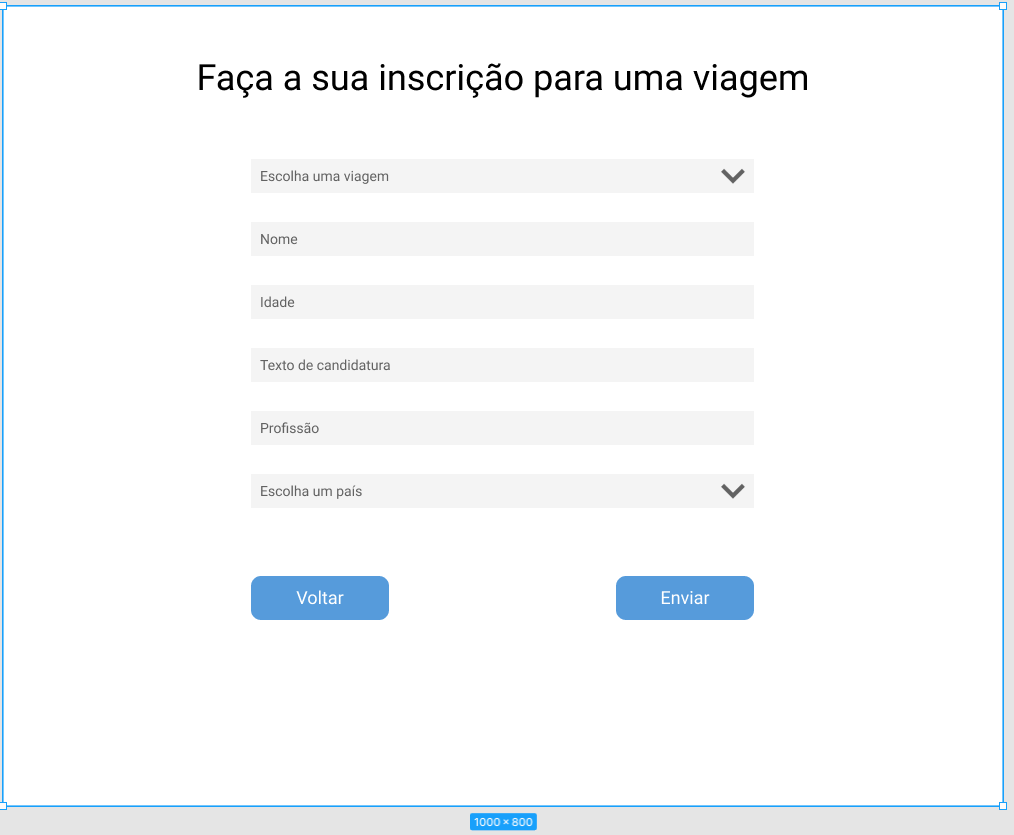 Faça a sua inscrição para uma viagem
Escolha uma viagem
Nome
Idade
Texto de candidatura
Profissão
Escolha um país
Voltar
Enviar
1000 × 800